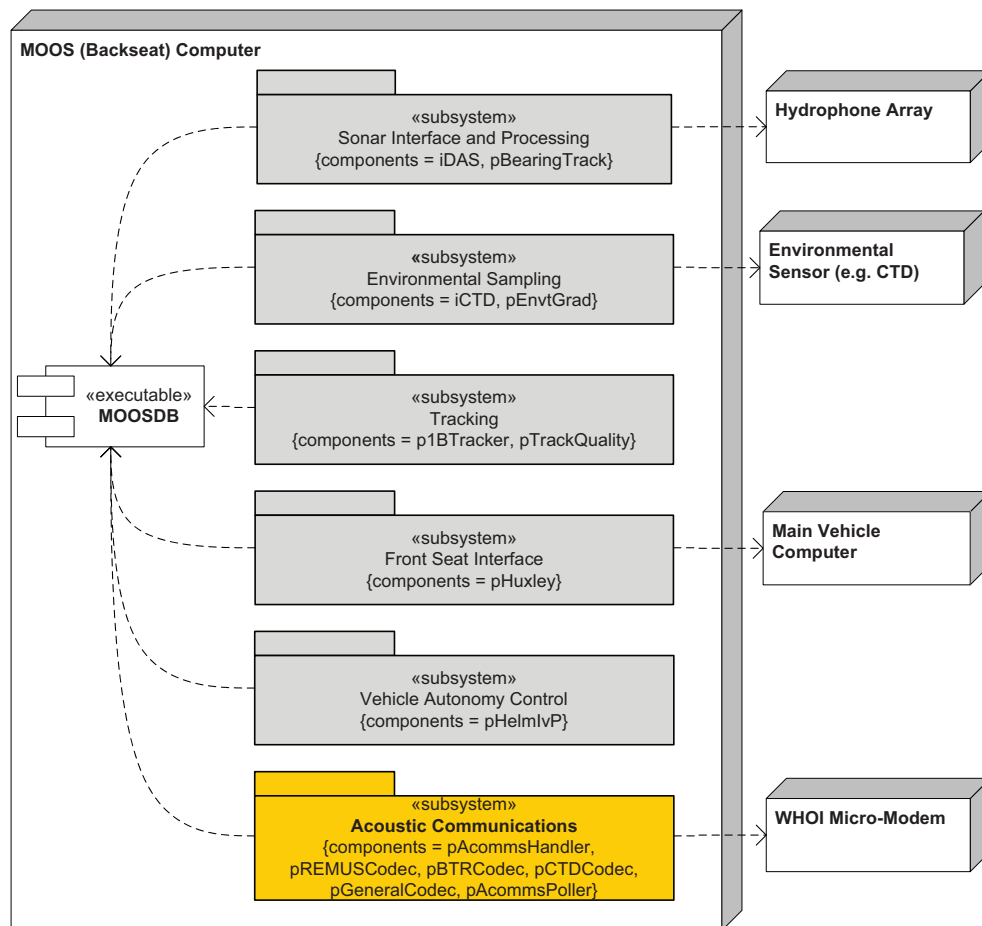 MOOS (Backseat) Computer
«subsystem»
Sonar Interface and Processing
{components = iDAS, pBearingTrack}
Hydrophone Array
«subsystem»
Environmental Sampling
{components = iCTD, pEnvtGrad}
Environmental
Sensor (e.g. CTD)
«executable»
MOOSDB
«subsystem»
Tracking
{components = p1BTracker, pTrackQuality}
«subsystem»
Front Seat Interface
{components = pHuxley}
Main Vehicle
Computer
«subsystem»
Vehicle Autonomy Control
{components = pHelmIvP}
«subsystem»
Acoustic Communications
{components = pAcommsHandler,
pREMUSCodec, pBTRCodec, pCTDCodec,
pGeneralCodec, pAcommsPoller}
WHOI Micro-Modem